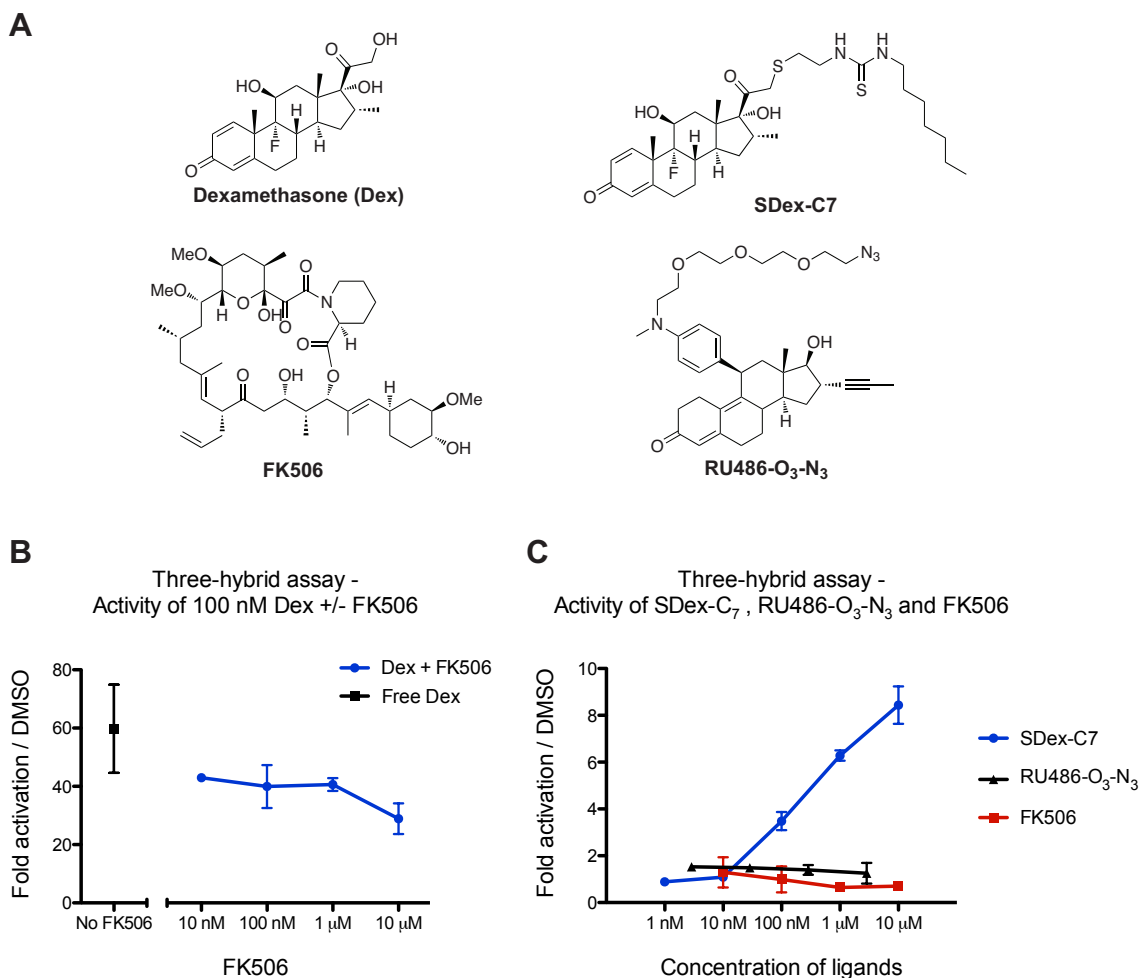 A
OH
O
OH
HO
H
F
H
O
Dexamethasone (Dex)
H
N
H
N
S
S
O
OH
HO
H
F
H
O
SDex-C7
MeO
MeO
H
O
OH
O
O
N
H
O
O
O
OH
H
OMe
OH
FK506
O
O
O
N3
N
OH
H
O
RU486-O3-N3
B
Three-hybrid assay -
Activity of 100 nM Dex +/- FK506
Fold activation / DMSO
80
60
40
20
0
Dex + FK506
Free Dex
No FK506
10 nM
100 nM
1 μM
10 μM
FK506
C
Three-hybrid assay -
Activity of SDex-C7 , RU486-O3-N3 and FK506
Fold activation / DMSO
10
8
6
4
2
0
SDex-C7
RU486-O3-N3
FK506
1 nM
10 nM
100 nM
1 μM
10 μM
Concentration of ligands